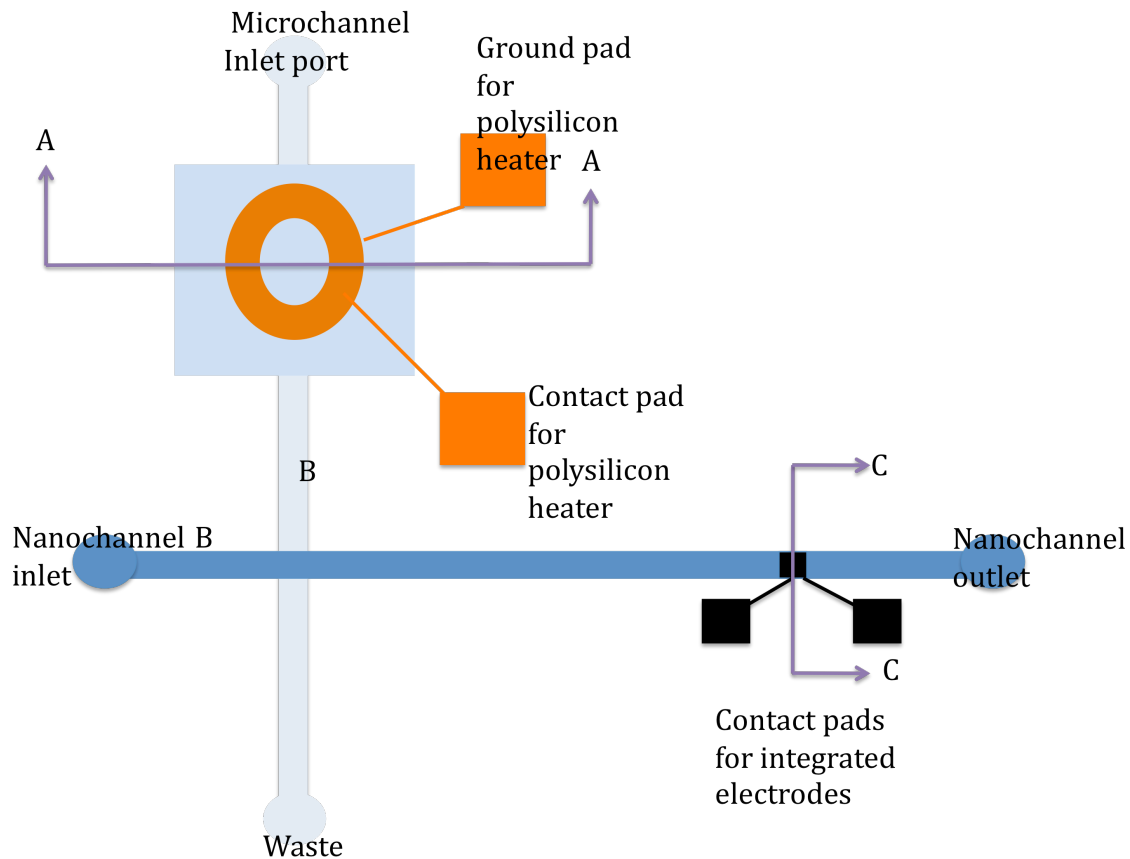 Microchannel
Inlet port
Ground pad
for
polysilicon
heater
A
A
Contact pad
for
polysilicon
heater
B
C
Nanochannel B
inlet
Nanochannel
outlet
C
Contact pads
for integrated
electrodes
Waste